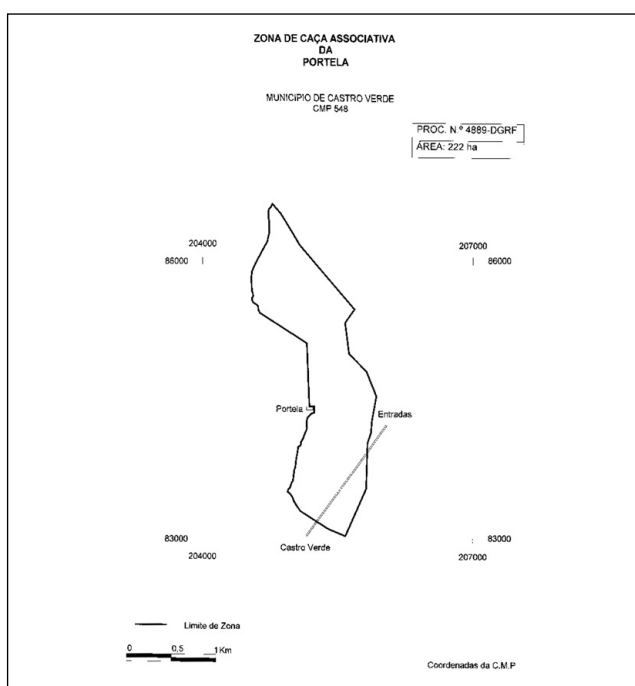 ZONA DE CAÇA ASSOCIATIVA
DA
PORTELA
MUNICÍPIO DE CASTRO VERDE
CMP 548
PROC. N.º 4889-DGRF
ÁREA: 222 ha
204000
207000
86000
86000
Portela
Entradas
83000
83000
Castro Verde
204000
207000
Limite de Zona
0 0,5 1Km
Coordenadas da C.M.P